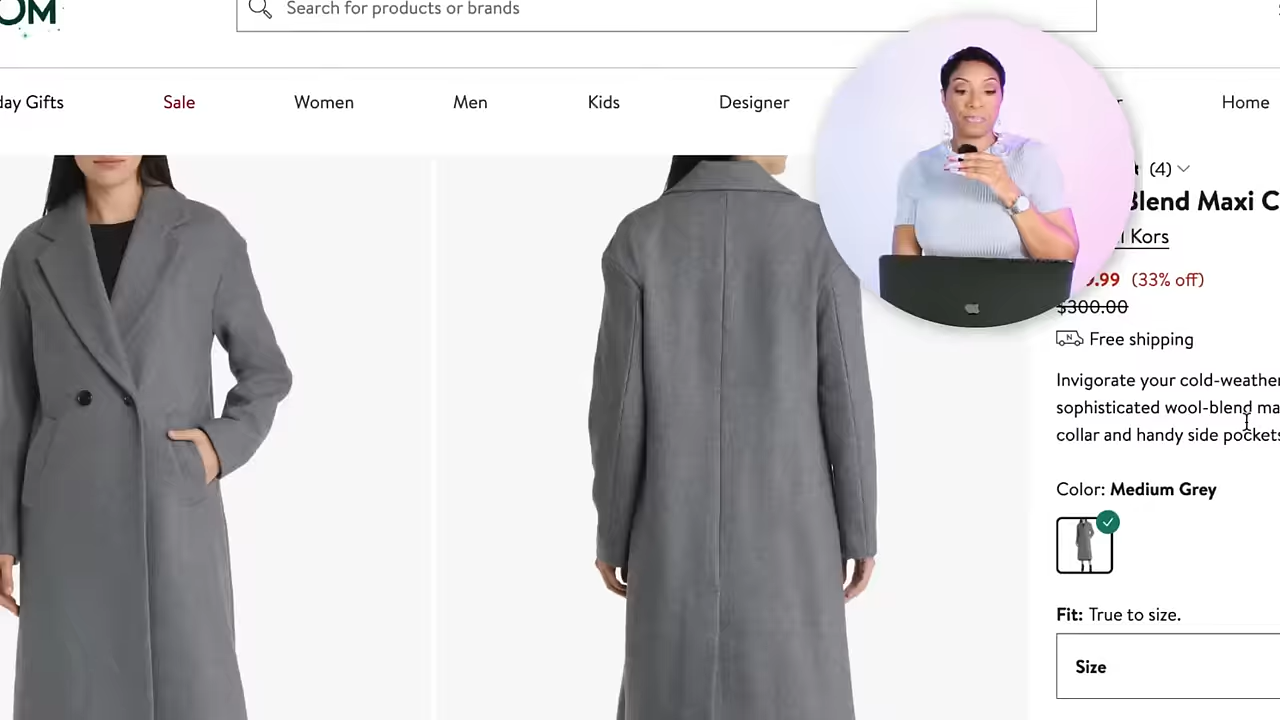 OM
Search for products or brands
day Gifts
Sale
Women
Men
Kids
Designer
Home
(4)
Blend Maxi C
Kors
.99 (33% off)
$300.00
N
Free shipping
Invigorate your cold-weather
sophisticated wool-blend ma
collar and handy side pockets
Color: Medium Grey
Fit: True to size.
Size